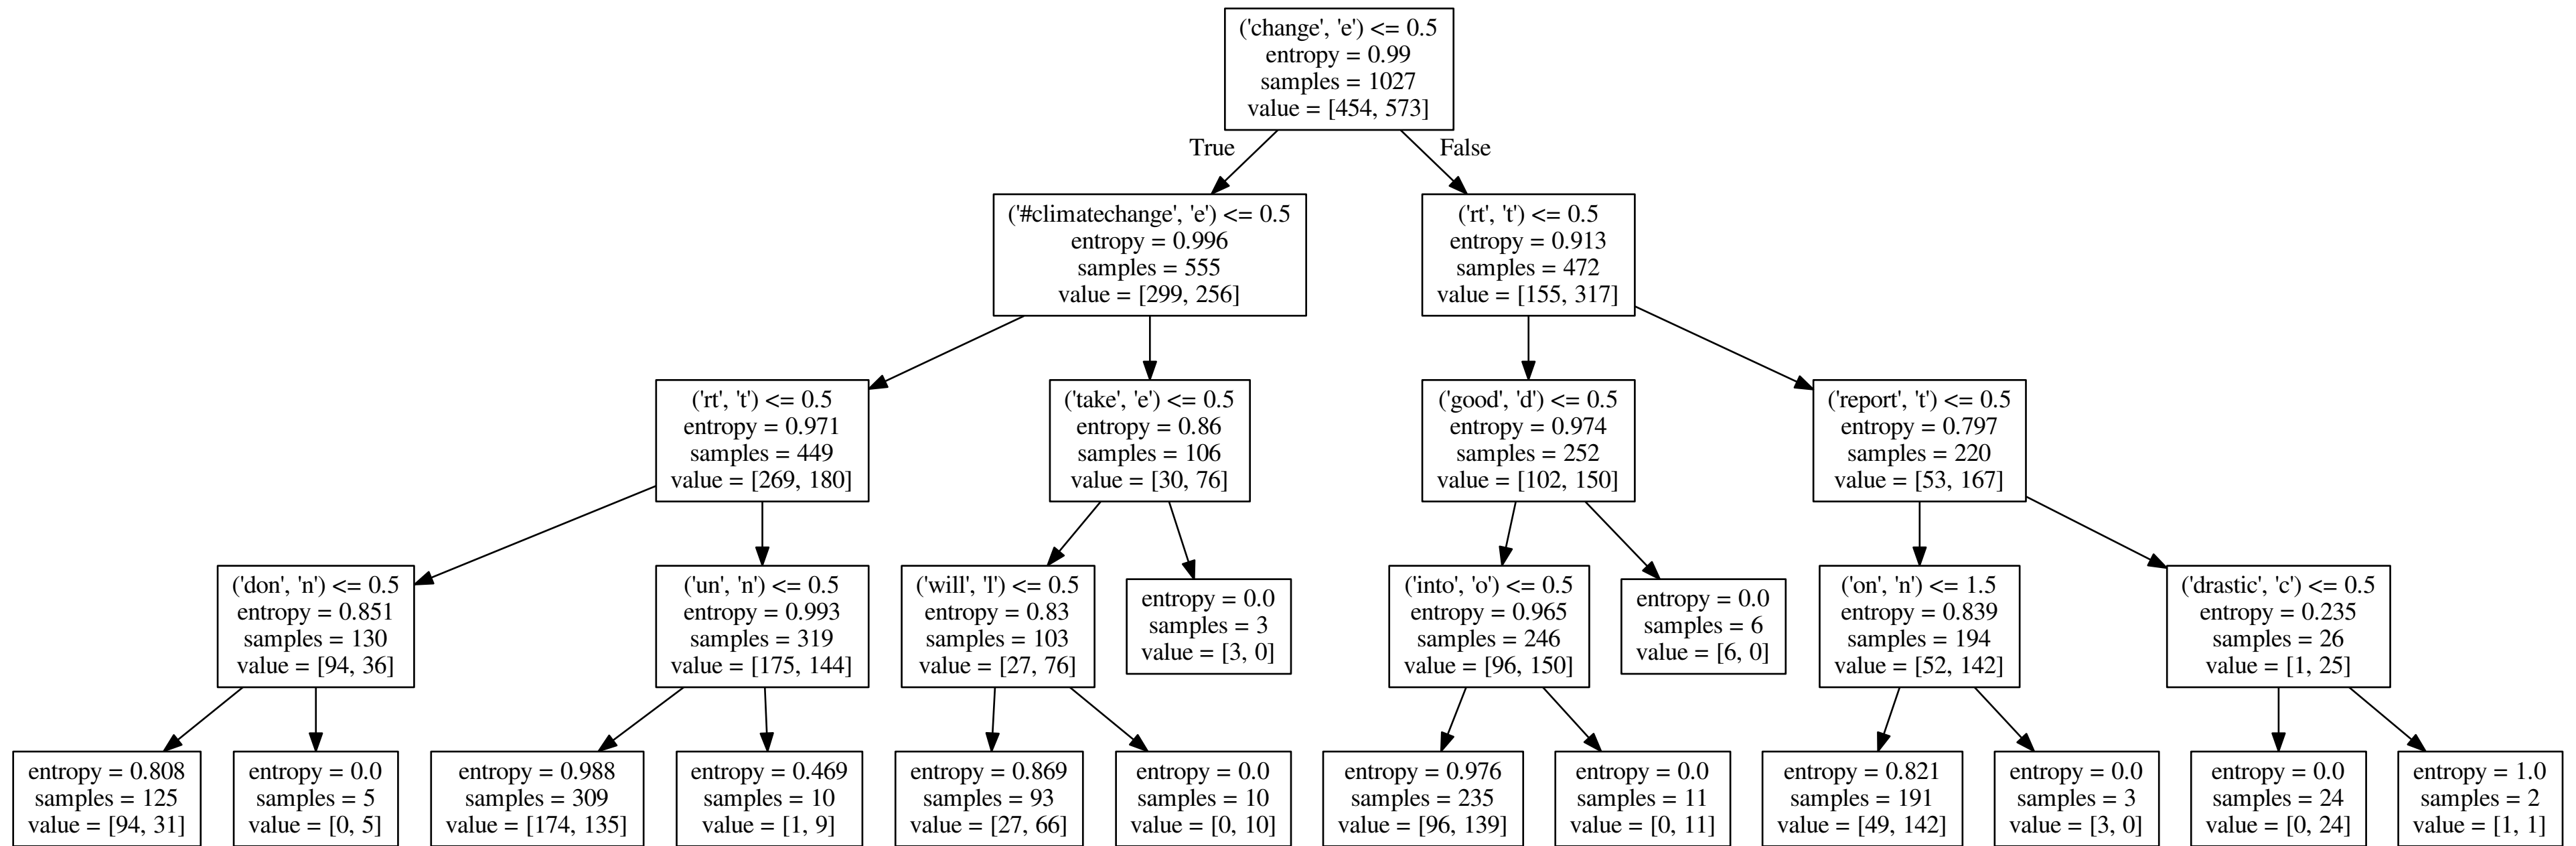 ('change', 'e') <= 0.5
entropy = 0.99
samples = 1027
value = [454, 573]
True
False
('#climatechange', 'e') <= 0.5
entropy = 0.996
samples = 555
value = [299, 256]
('rt', 't') <= 0.5
entropy = 0.913
samples = 472
value = [155, 317]
('rt', 't') <= 0.5
entropy = 0.971
samples = 449
value = [269, 180]
('take', 'e') <= 0.5
entropy = 0.86
samples = 106
value = [30, 76]
('good', 'd') <= 0.5
entropy = 0.974
samples = 252
value = [102, 150]
('report', 't') <= 0.5
entropy = 0.797
samples = 220
value = [53, 167]
('don', 'n') <= 0.5
entropy = 0.851
samples = 130
value = [94, 36]
('un', 'n') <= 0.5
entropy = 0.993
samples = 319
value = [175, 144]
('will', 'l') <= 0.5
entropy = 0.83
samples = 103
value = [27, 76]
entropy = 0.0
samples = 3
value = [3, 0]
('into', 'o') <= 0.5
entropy = 0.965
samples = 246
value = [96, 150]
entropy = 0.0
samples = 6
value = [6, 0]
('on', 'n') <= 1.5
entropy = 0.839
samples = 194
value = [52, 142]
('drastic', 'c') <= 0.5
entropy = 0.235
samples = 26
value = [1, 25]
entropy = 0.808
samples = 125
value = [94, 31]
entropy = 0.0
samples = 5
value = [0, 5]
entropy = 0.988
samples = 309
value = [174, 135]
entropy = 0.469
samples = 10
value = [1, 9]
entropy = 0.869
samples = 93
value = [27, 66]
entropy = 0.0
samples = 10
value = [0, 10]
entropy = 0.976
samples = 235
value = [96, 139]
entropy = 0.0
samples = 11
value = [0, 11]
entropy = 0.821
samples = 191
value = [49, 142]
entropy = 0.0
samples = 3
value = [3, 0]
entropy = 0.0
samples = 24
value = [0, 24]
entropy = 1.0
samples = 2
value = [1, 1]